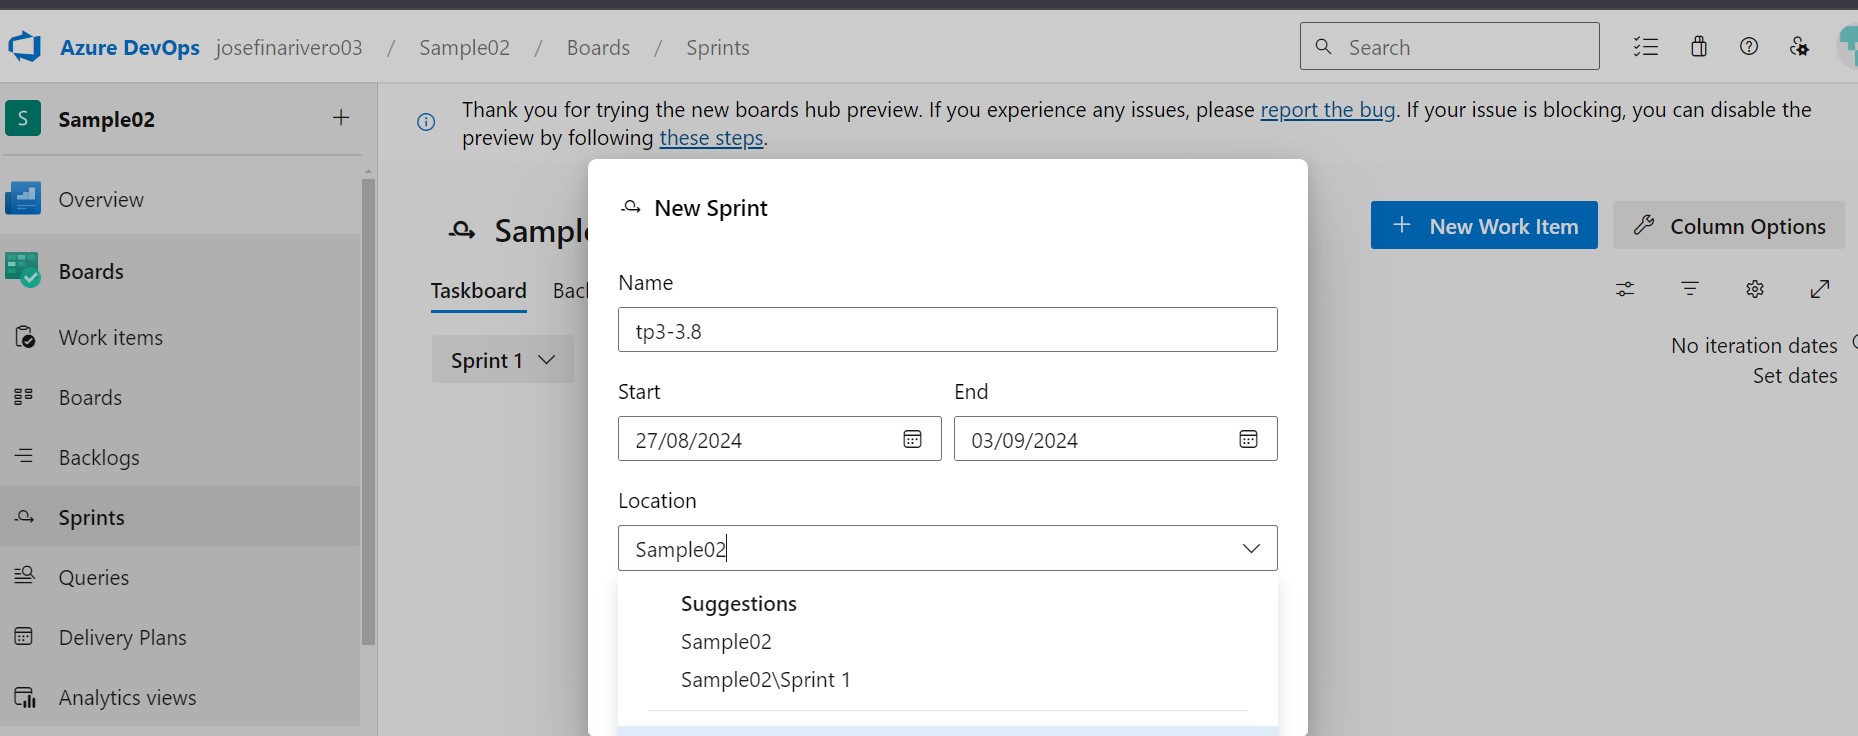 Azure DevOps josefinarivero03 / Sample02 / Boards / Sprints
Search
S Sample02
Overview
Boards
Work items
Boards
Backlogs
Sprints
Queries
Delivery Plans
Analytics views
Thank you for trying the new boards hub preview. If you experience any issues, please report the bug. If your issue is blocking, you can disable the
preview by following these steps.
Sample
New Work Item
Column Options
Taskboard Bac
Sprint 1
No iteration dates
Set dates
New Sprint
Name
tp3-3.8
Start End
27/08/2024 03/09/2024
Location
Sample02
Suggestions
Sample02
Sample02\Sprint 1